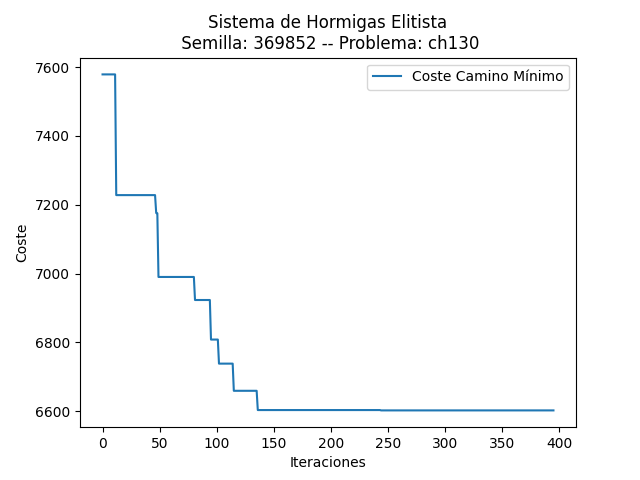 Sistema de Hormigas Elitista
Semilla: 369852 -- Problema: ch130
Coste Camino Mínimo
7600
7400
7200
7000
6800
6600
Coste
0 50 100 150 200 250 300 350 400
Iteraciones